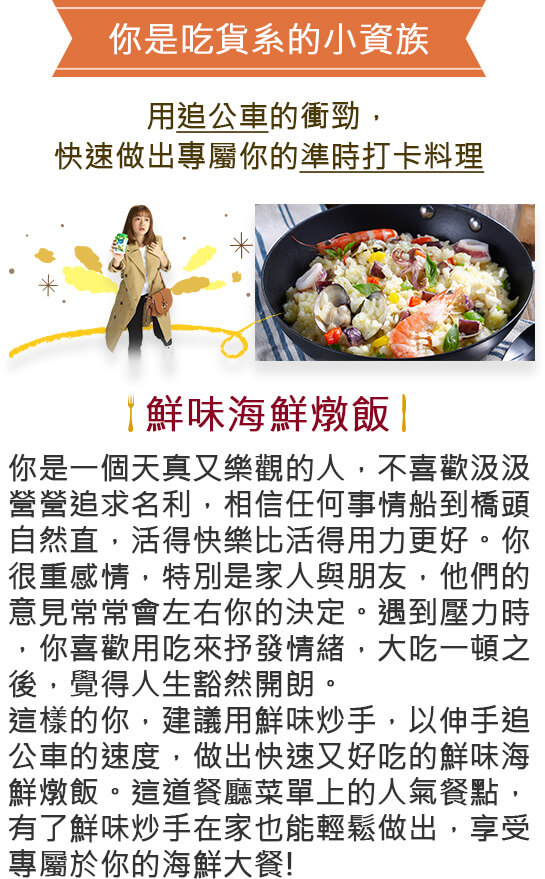 你是吃貨系的小資族
用追公車的衝勁，
快速做出專屬你的準時打卡料理
鮮味海鮮燉飯
你是一個天真又樂觀的人，不喜歡汲汲
營營追求名利，相信任何事情船到橋頭
自然直，活得快樂比活得用力更好。你
很重感情，特別是家人與朋友，他們的
意見常常會左右你的決定。遇到壓力時
，你喜歡用吃來抒發情緒，大吃一頓之
後，覺得人生豁然開朗。
這樣的你，建議用鮮味炒手，以伸手追
公車的速度，做出快速又好吃的鮮味海
鮮燉飯。這道餐廳菜單上的人氣餐點，
有了鮮味炒手在家也能輕鬆做出，享受
專屬於你的海鮮大餐!